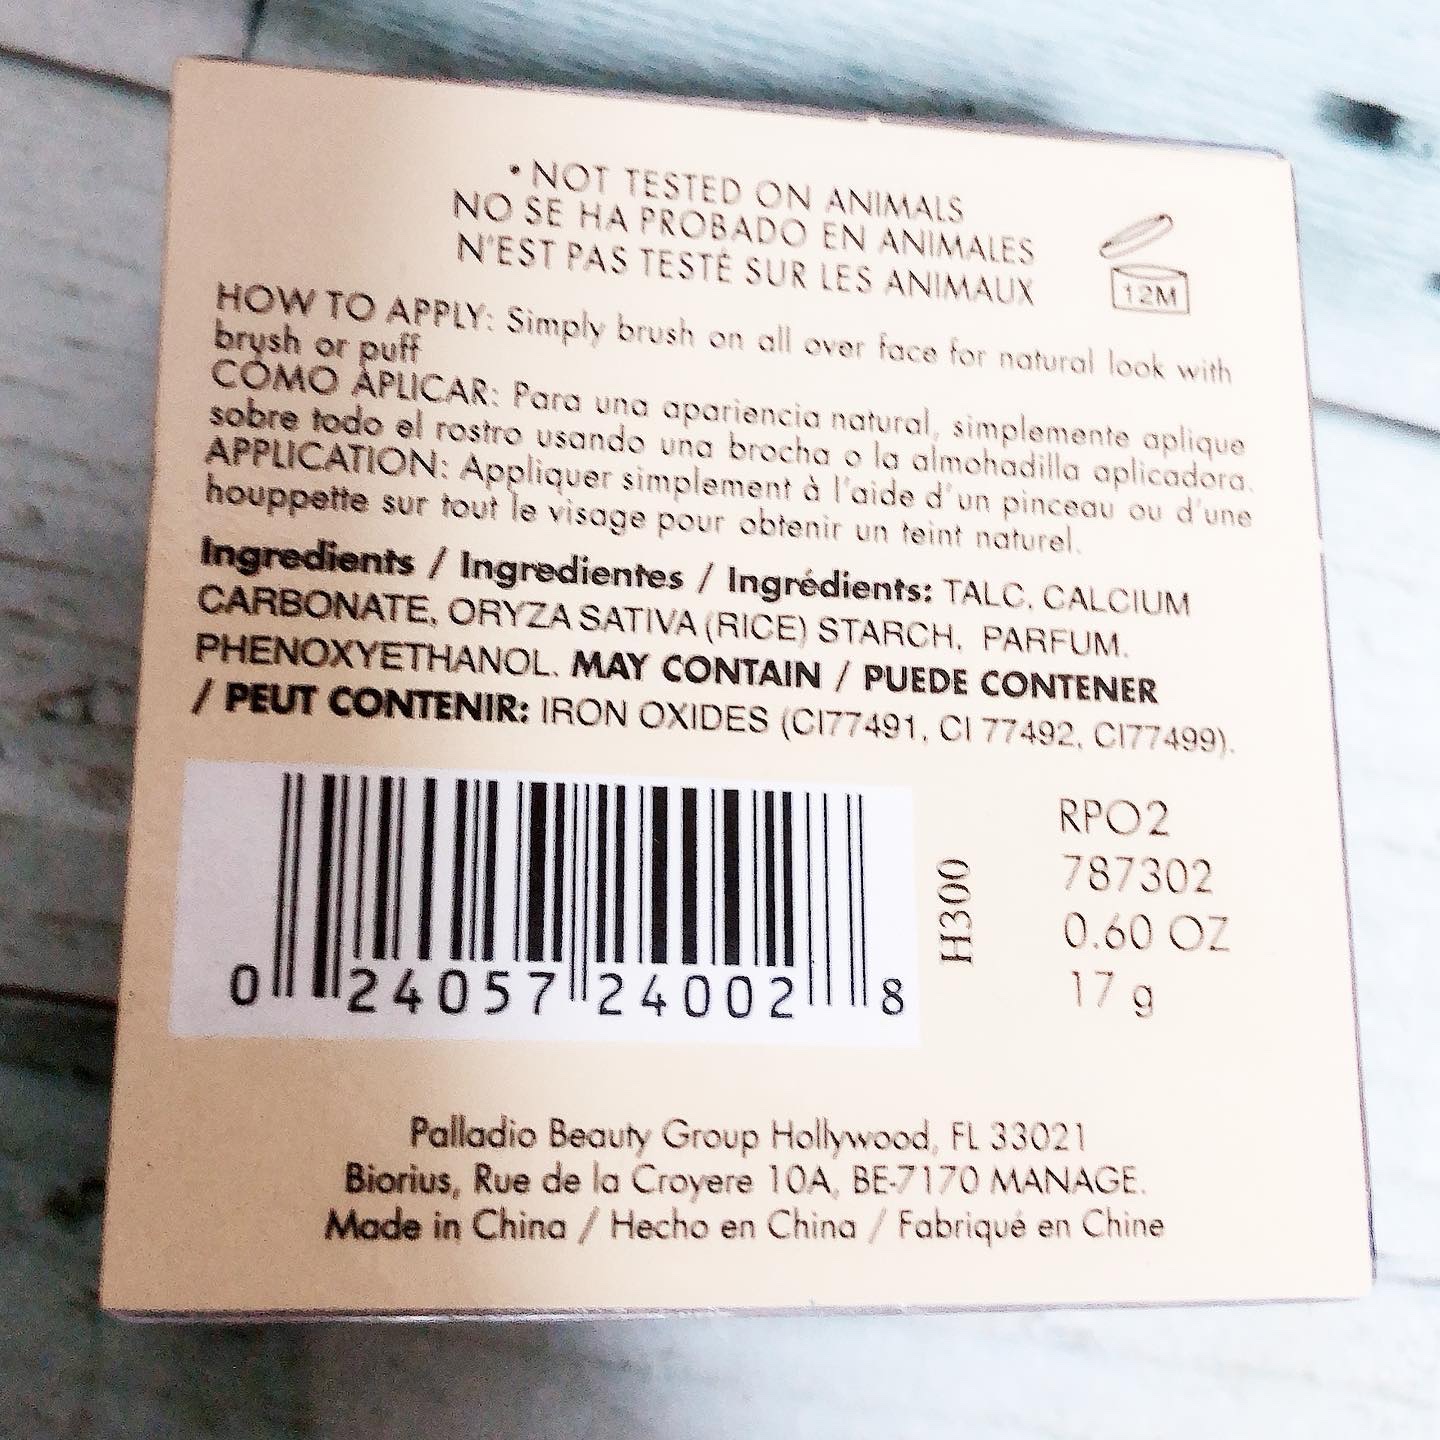 • NOT TESTED ON ANIMALS
NO SE HA PROBADO EN ANIMALES
N'EST PAS TESTÉ SUR LES ANIMAUX
12M
HOW TO APPLY: Simply brush on all over face for natural look with
brush or puff
CÓMO APLICAR: Para una apariencia natural, simplemente aplique
sobre todo el rostro usando una brocha o la almohadilla aplicadora.
APPLICATION: Appliquer simplement à l'aide d'un pinceau ou d'une
houppette sur tout le visage pour obtenir un teint naturel.
Ingredients / Ingredientes / Ingrédients: TALC, CALCIUM
CARBONATE, ORYZA SATIVA (RICE) STARCH, PARFUM,
PHENOXYETHANOL. MAY CONTAIN / PUEDE CONTENER
/ PEUT CONTENIR: IRON OXIDES (CI77491, CI 77492, CI77499).
0 24057 24002 8
H300
RPO2
787302
0.60 OZ
17 g
Palladio Beauty Group Hollywood, FL 33021
Biorius, Rue de la Croyere 10A, BE-7170 MANAGE.
Made in China / Hecho en China / Fabriqué en Chine